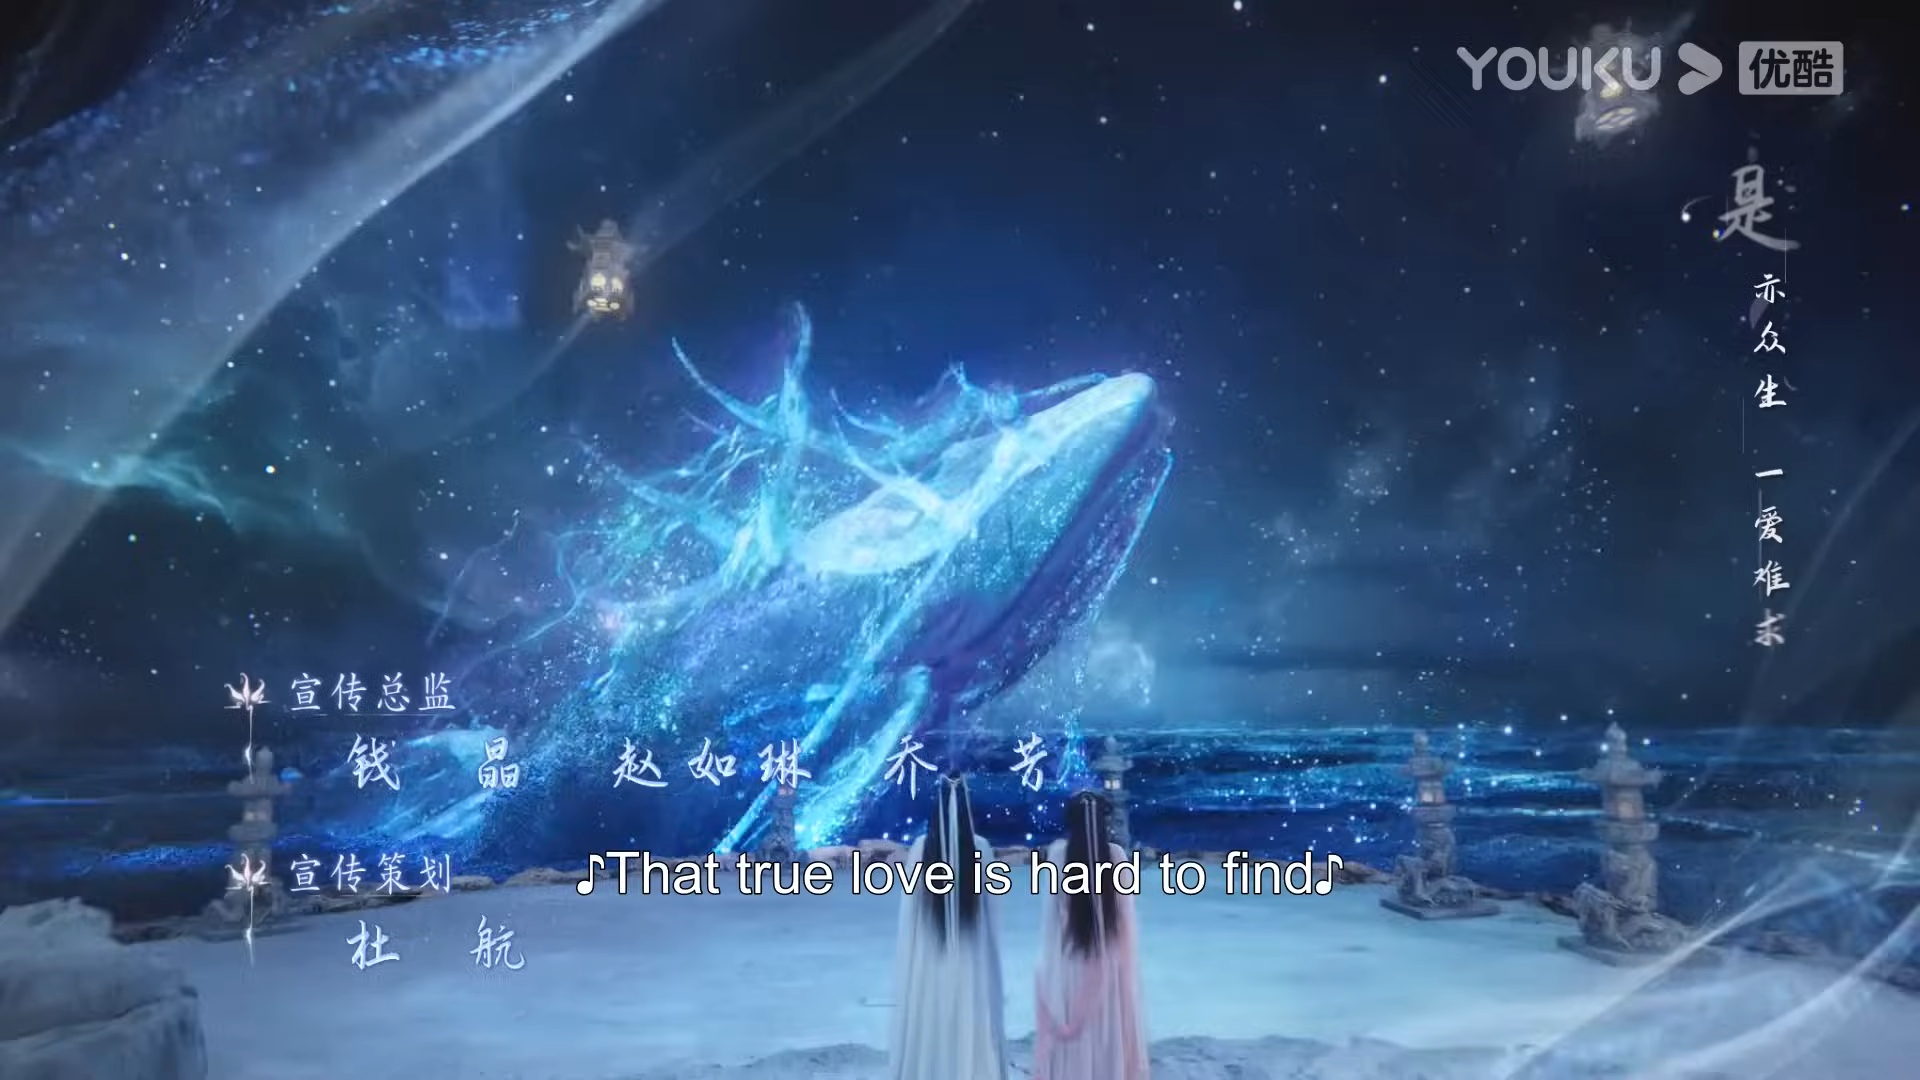 YOUKU 优酷
是
亦众生 一爱难求
宣传总监
钱 晶 赵如琳 乔 芳
宣传策划
杜 航
♪That true love is hard to find♪